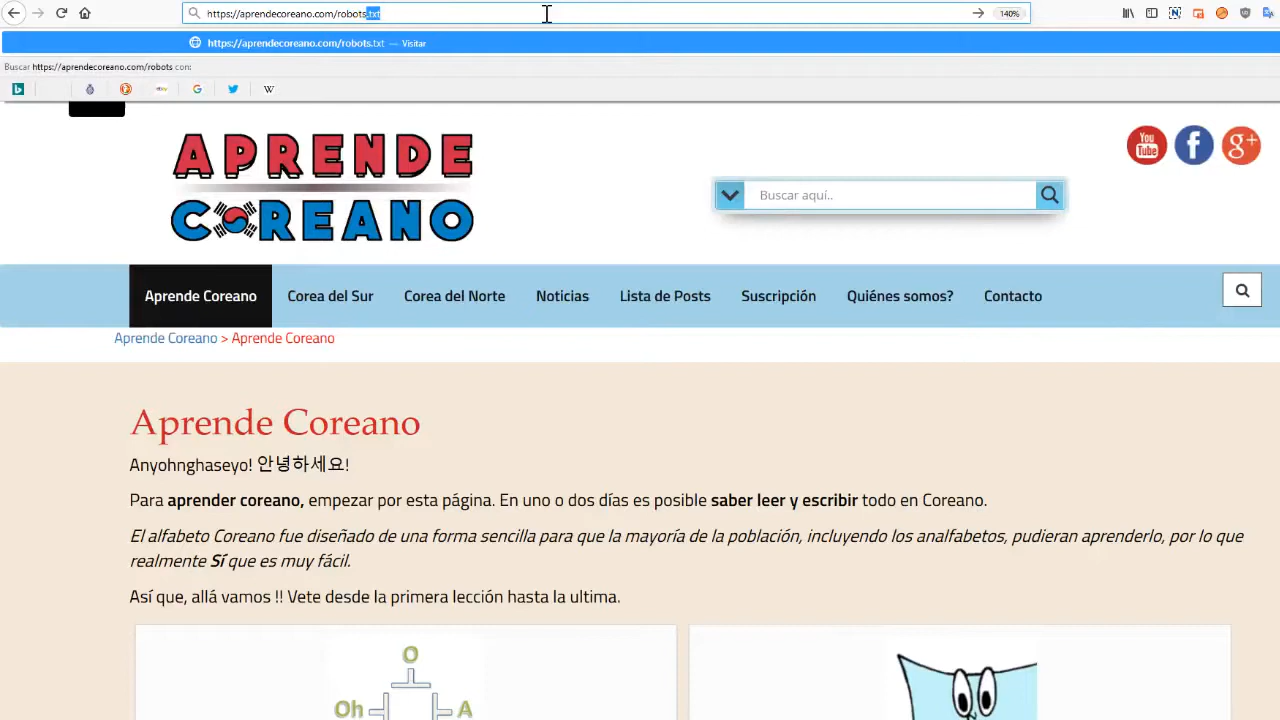 https://aprendecoreano.com/robots.txt
140%
https://aprendecoreano.com/robots.txt — Visitar
Buscar https://aprendecoreano.com/robots con:
APRENDE
COREANO
You Tube
Buscar aquí..
Aprende Coreano
Corea del Sur
Corea del Norte
Noticias
Lista de Posts
Suscripción
Quiénes somos?
Contacto
Aprende Coreano > Aprende Coreano
Aprende Coreano
Anyohnghaseyo! 안녕하세요!
Para aprender coreano, empezar por esta página. En uno o dos días es posible saber leer y escribir todo en Coreano.
El alfabeto Coreano fue diseñado de una forma sencilla para que la mayoría de la población, incluyendo los analfabetos, pudieran aprenderlo, por lo que
realmente Sí que es muy fácil.
Así que, allá vamos !! Vete desde la primera lección hasta la ultima.
O
Oh
A